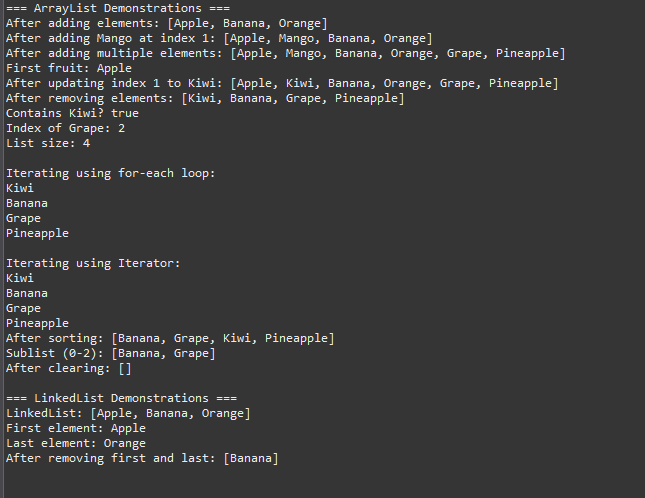 === ArrayList Demonstrations ===
After adding elements: [Apple, Banana, Orange]
After adding Mango at index 1: [Apple, Mango, Banana, Orange]
After adding multiple elements: [Apple, Mango, Banana, Orange, Grape, Pineapple]
First fruit: Apple
After updating index 1 to Kiwi: [Apple, Kiwi, Banana, Orange, Grape, Pineapple]
After removing elements: [Kiwi, Banana, Grape, Pineapple]
Contains Kiwi? true
Index of Grape: 2
List size: 4

Iterating using for-each loop:
Kiwi
Banana
Grape
Pineapple

Iterating using Iterator:
Kiwi
Banana
Grape
Pineapple
After sorting: [Banana, Grape, Kiwi, Pineapple]
Sublist (0-2): [Banana, Grape]
After clearing: []

=== LinkedList Demonstrations ===
LinkedList: [Apple, Banana, Orange]
First element: Apple
Last element: Orange
After removing first and last: [Banana]